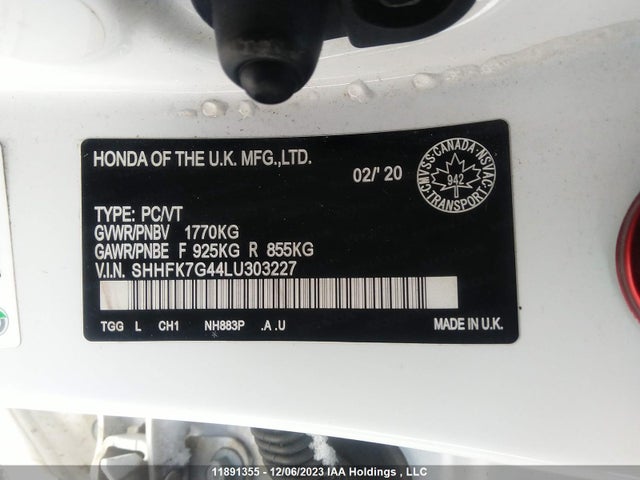 HONDA OF THE U.K. MFG.,LTD.
02/' 20
CMVSS·CANADA·NSVAC
942
TRANSPORT
TYPE: PC/VT
GVWR/PNBV 1770KG
GAWR/PNBE F 925KG R 855KG
V.I.N. SHHFK7G44LU303227
TGG L CH1 NH883P .A .U
MADE IN U.K.
11891355 - 12/06/2023 IAA Holdings , LLC